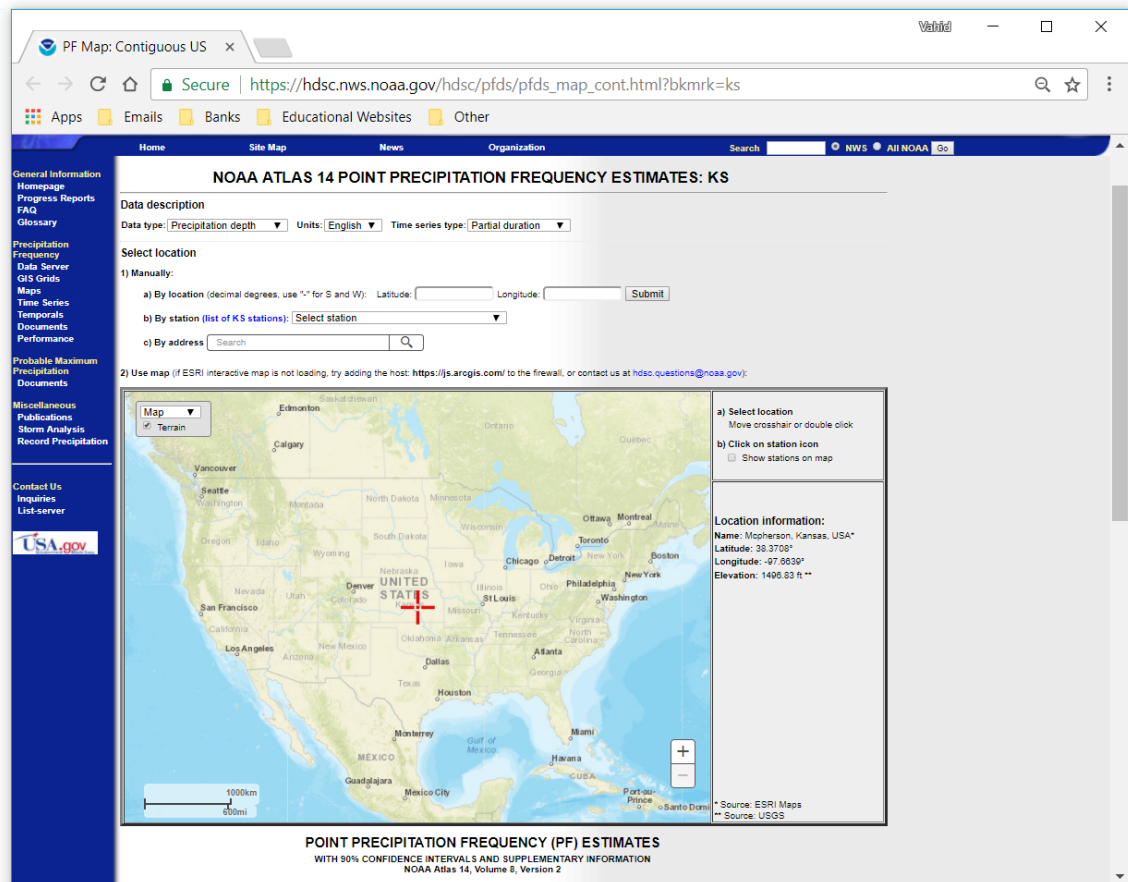 Vahid
PF Map: Contiguous US
Secure | https://hdsc.nws.noaa.gov/hdsc/pfds/pfds_map_cont.html?bkmrk=ks
Apps Emails Banks Educational Websites Other
Home Site Map News Organization Search NWS All NOAA Go
General Information
Homepage
Progress Reports
FAQ
Glossary
Precipitation
Frequency
Data Server
GIS Grids
Maps
Time Series
Temporals
Documents
Performance
Probable Maximum
Precipitation
Documents
Miscellaneous
Publications
Storm Analysis
Record Precipitation
Contact Us
Inquiries
List-server
USA.gov
NOAA ATLAS 14 POINT PRECIPITATION FREQUENCY ESTIMATES: KS
Data description
Data type: Precipitation depth Units: English Time series type: Partial duration
Select location
1) Manually:
a) By location (decimal degrees, use "-" for S and W): Latitude: Longitude: Submit
b) By station (list of KS stations): Select station
c) By address Search
2) Use map (if ESRI interactive map is not loading, try adding the host: https://js.arcgis.com/ to the firewall, or contact us at hdsc.questions@noaa.gov):
Map
Terrain
Saskatchewan
Edmonton
Ontario
Quebec
Calgary
Vancouver
Seattle
Washington
Montana
North Dakota
Minnesota
Ottawa
Montreal
Maine
Oregon
Idaho
South Dakota
Wisconsin
Toronto
Wyoming
Iowa
Chicago
Detroit
New York
Boston
Nebraska
UNITED
STATES
Nevada
Utah
Denver
Colorado
Illinois
Ohio
Philadelphia
New York
St Louis
Washington
San Francisco
Missouri
Kentucky
Virginia
California
Oklahoma
Arkansas
Tennessee
North
Carolina
Los Angeles
Arizona
New Mexico
Atlanta
Dallas
Georgia
Texas
Houston
Monterrey
Gulf of
Mexico
Miami
MÉXICO
Havana
CUBA
Guadalajara
Mexico City
Port-au-
Prince
Santo Domi
1000km
600mi
+
−
a) Select location
Move crosshair or double click
b) Click on station icon
Show stations on map
Location information:
Name: Mcpherson, Kansas, USA*
Latitude: 38.3708°
Longitude: -97.6639°
Elevation: 1496.83 ft **
* Source: ESRI Maps
** Source: USGS
POINT PRECIPITATION FREQUENCY (PF) ESTIMATES
WITH 90% CONFIDENCE INTERVALS AND SUPPLEMENTARY INFORMATION
NOAA Atlas 14, Volume 8, Version 2